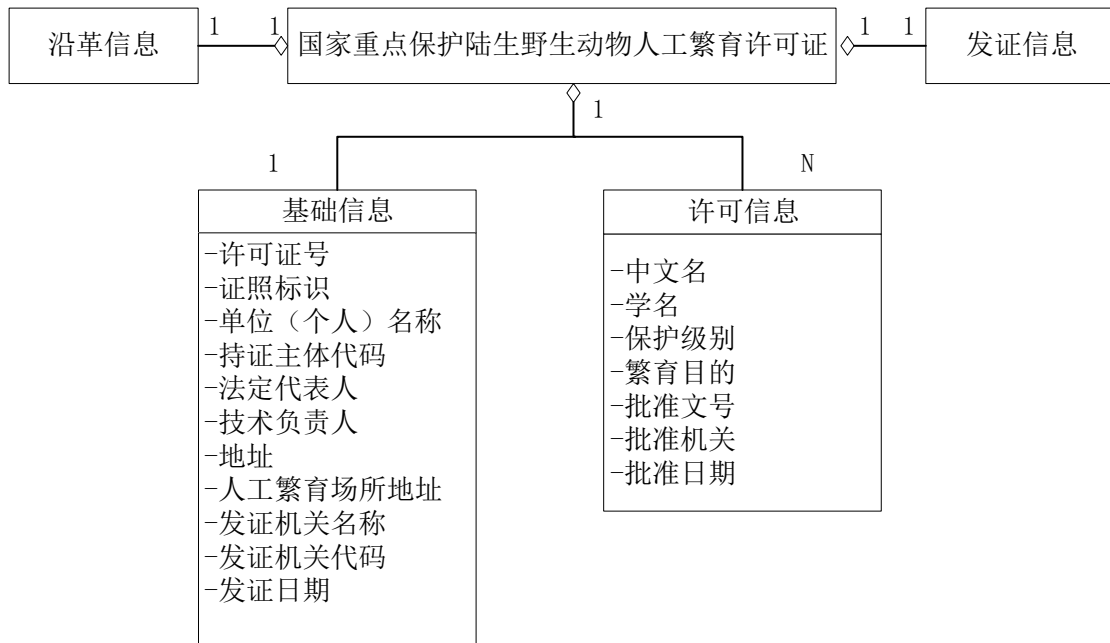 沿革信息
1
1
国家重点保护陆生野生动物人工繁育许可证
1
1
发证信息
1
1
N
基础信息
-许可证号
-证照标识
-单位（个人）名称
-持证主体代码
-法定代表人
-技术负责人
-地址
-人工繁育场所地址
-发证机关名称
-发证机关代码
-发证日期
许可信息
-中文名
-学名
-保护级别
-繁育目的
-批准文号
-批准机关
-批准日期